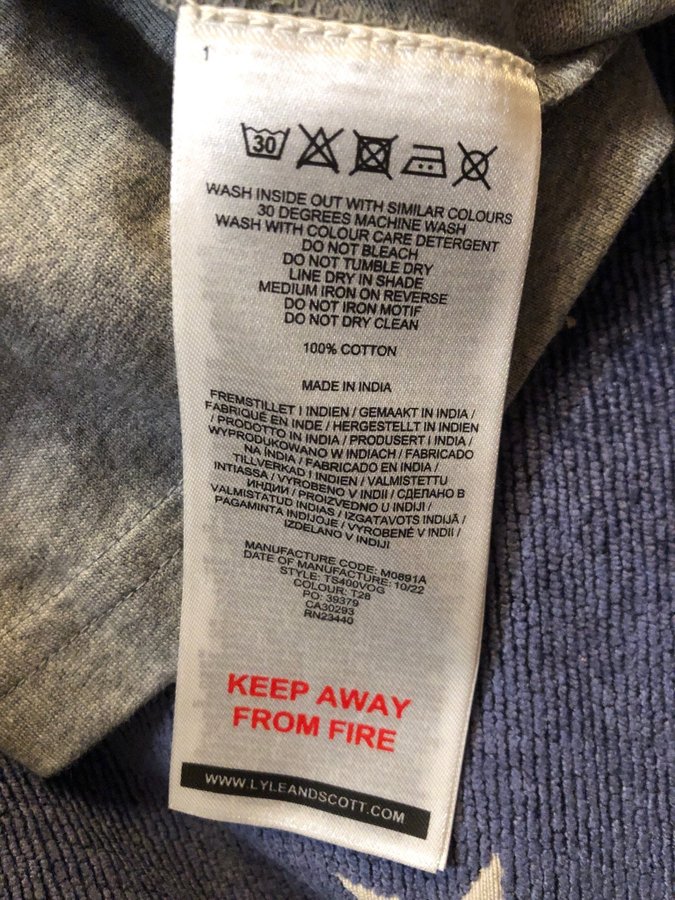 1
30
WASH INSIDE OUT WITH SIMILAR COLOURS
30 DEGREES MACHINE WASH
WASH WITH COLOUR CARE DETERGENT
DO NOT BLEACH
DO NOT TUMBLE DRY
LINE DRY IN SHADE
MEDIUM IRON ON REVERSE
DO NOT IRON MOTIF
DO NOT DRY CLEAN
100% COTTON
MADE IN INDIA
FREMSTILLET I INDIEN / GEMAAKT IN INDIA /
FABRIQUÉ EN INDE / HERGESTELLT IN INDIEN
/ PRODOTTO IN INDIA / PRODUSERT I INDIA /
WYPRODUKOWANO W INDIACH / FABRICADO
NA INDIA / FABRICADO EN INDIA /
TILLVERKAD I INDIEN / VALMISTETTU
INTIASSA / VYROBENO V INDII / СДЕЛАНО В
ИНДИИ / PROIZVEDNO U INDIJI /
VALMISTATUD INDIAS / IZGATAVOTS INDIJĀ /
PAGAMINTA INDIJOJE / VYROBENÉ V INDII /
IZDELANO V INDIJI
MANUFACTURE CODE: M0891A
DATE OF MANUFACTURE: 10/22
STYLE: TS400VOG
COLOUR: T28
PO: 39379
CA30293
RN23440
KEEP AWAY
FROM FIRE
WWW.LYLEANDSCOTT.COM